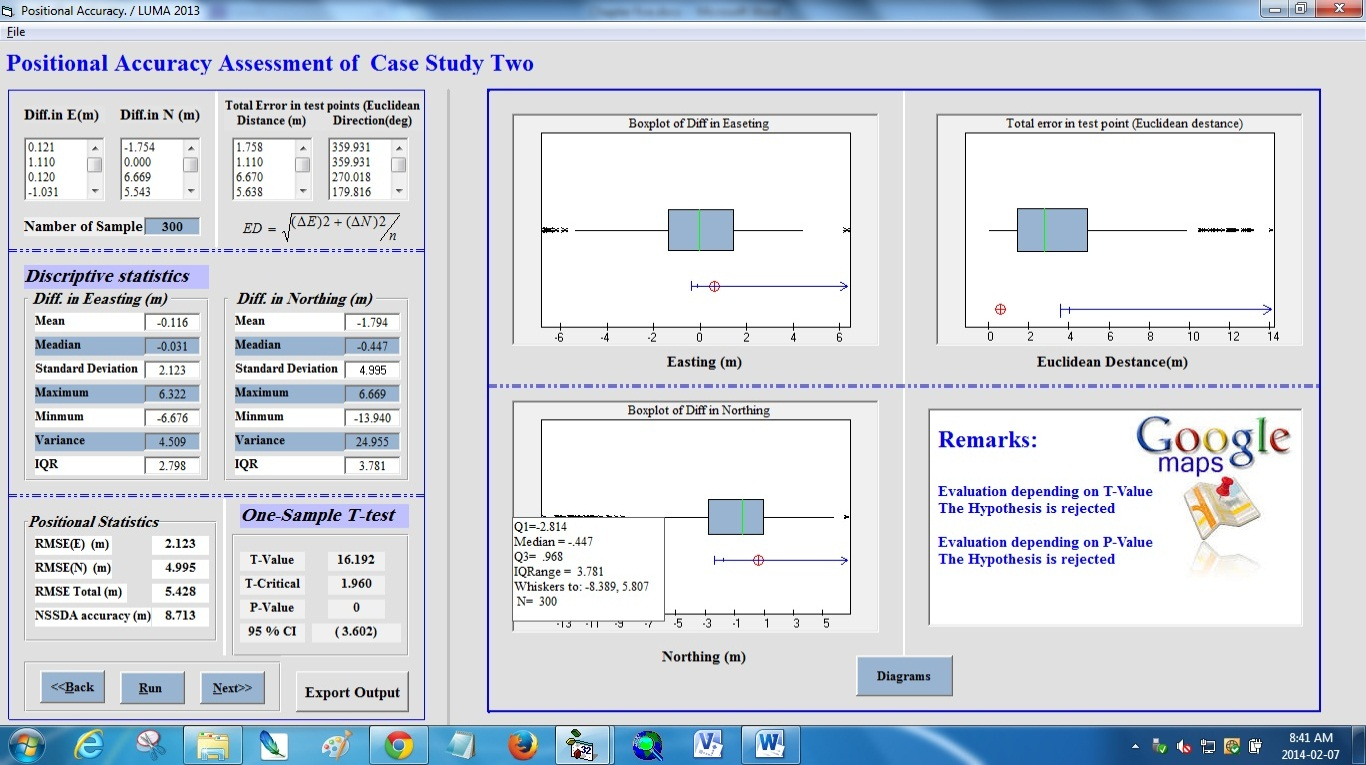 Positional Accuracy. / LUMA 2013
File
Positional Accuracy Assessment of Case Study Two
Diff.in E(m) Diff.in N (m)
0.121 -1.754
1.110 0.000
0.120 6.669
-1.031 5.543
Total Error in test points (Euclidean
Distance (m) Direction(deg)
1.758 359.931
1.110 359.931
6.670 270.018
5.638 179.816
Namber of Sample 300
ED = √(ΔE)2 + (ΔN)2/n
Discriptive statistics
Diff. in Eeasting (m)
Mean -0.116
Meadian -0.031
Standard Deviation 2.123
Maximum 6.322
Minmum -6.676
Variance 4.509
IQR 2.798
Diff. in Northing (m)
Mean -1.794
Meadian -0.447
Standard Deviation 4.995
Maximum 6.669
Minmum -13.940
Variance 24.955
IQR 3.781
Positional Statistics
RMSE(E) (m) 2.123
RMSE(N) (m) 4.995
RMSE Total (m) 5.428
NSSDA accuracy (m) 8.713
One-Sample T-test
T-Value 16.192
T-Critical 1.960
P-Value 0
95 % CI ( 3.602)
<<Back Run Next>> Export Output
Boxplot of Diff in Easeting
-6 -4 -2 0 2 4 6
Easting (m)
Total error in test point (Euclidean destance)
0 2 4 6 8 10 12 14
Euclidean Destance(m)
Boxplot of Diff in Northing
Q1=-2.814
Median = -.447
Q3= .968
IQRange = 3.781
Whiskers to: -8.389, 5.807
N= 300
-13 -11 -9 -7 -5 -3 -1 1 3 5
Northing (m)
Remarks:
Google
maps
Evaluation depending on T-Value
The Hypothesis is rejected
Evaluation depending on P-Value
The Hypothesis is rejected
Diagrams
8:41 AM
2014-02-07